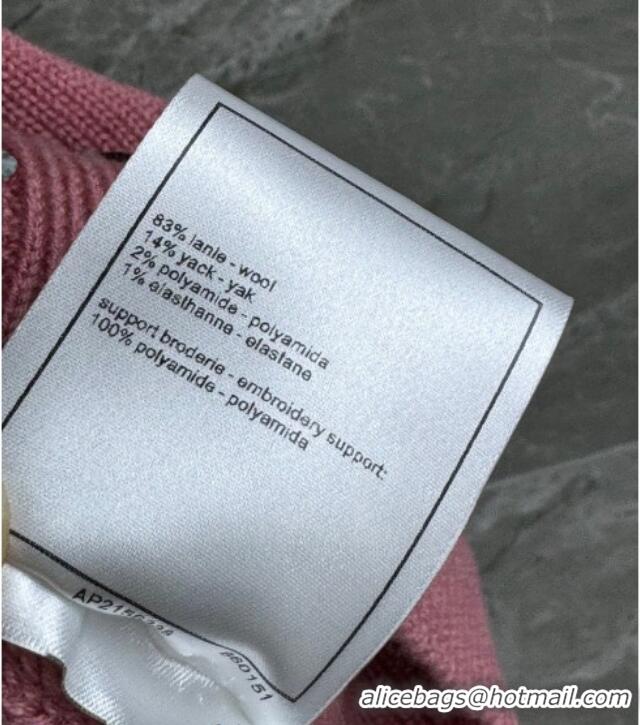 83% lanie - wool
14% yack - yak
2% polyamide - polyamida
1% elasthanne - elastane
support broderie - embroidery support:
100% polyamide - polyamida
860151
alicebags@hotmail.com